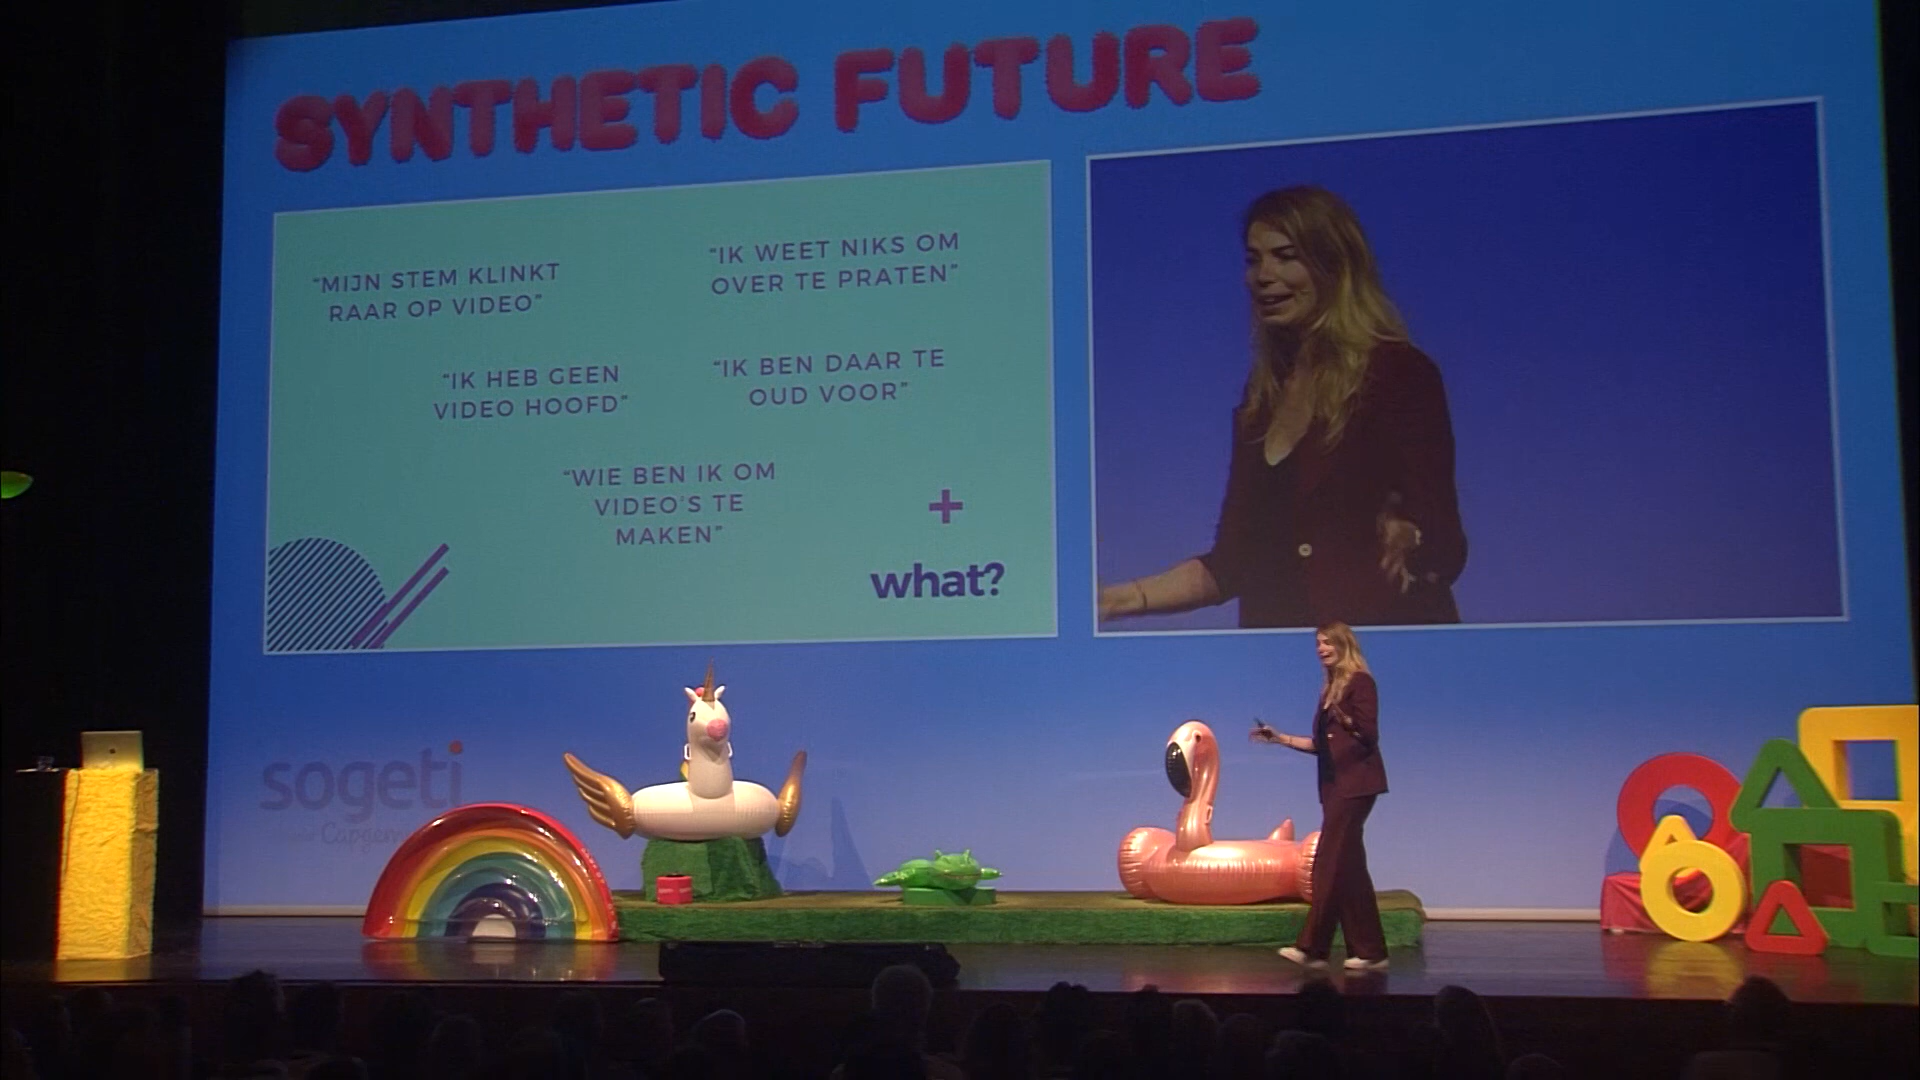 SYNTHETIC FUTURE
“MIJN STEM KLINKT
RAAR OP VIDEO”
“IK WEET NIKS OM
OVER TE PRATEN”
“IK HEB GEEN
VIDEO HOOFD”
“IK BEN DAAR TE
OUD VOOR”
“WIE BEN IK OM
VIDEO'S TE
MAKEN”
+
what?
sogeti